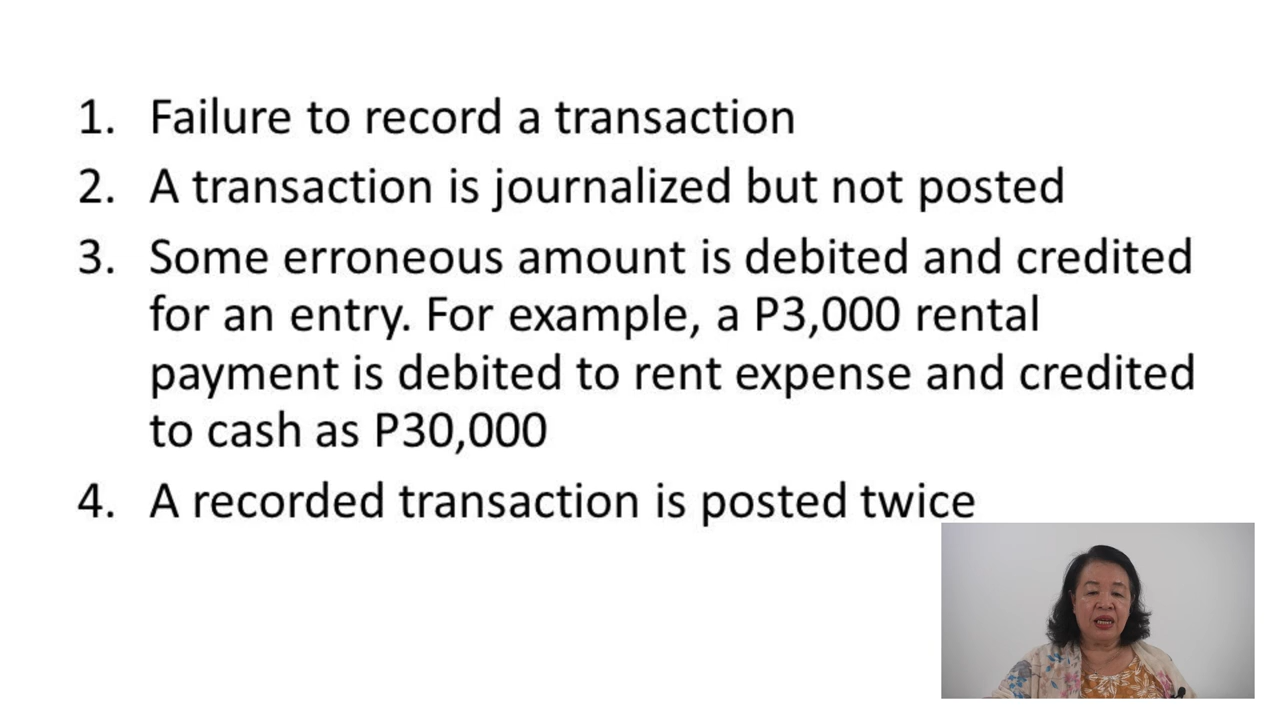 1. Failure to record a transaction
2. A transaction is journalized but not posted
3. Some erroneous amount is debited and credited
for an entry. For example, a P3,000 rental
payment is debited to rent expense and credited
to cash as P30,000
4. A recorded transaction is posted twice